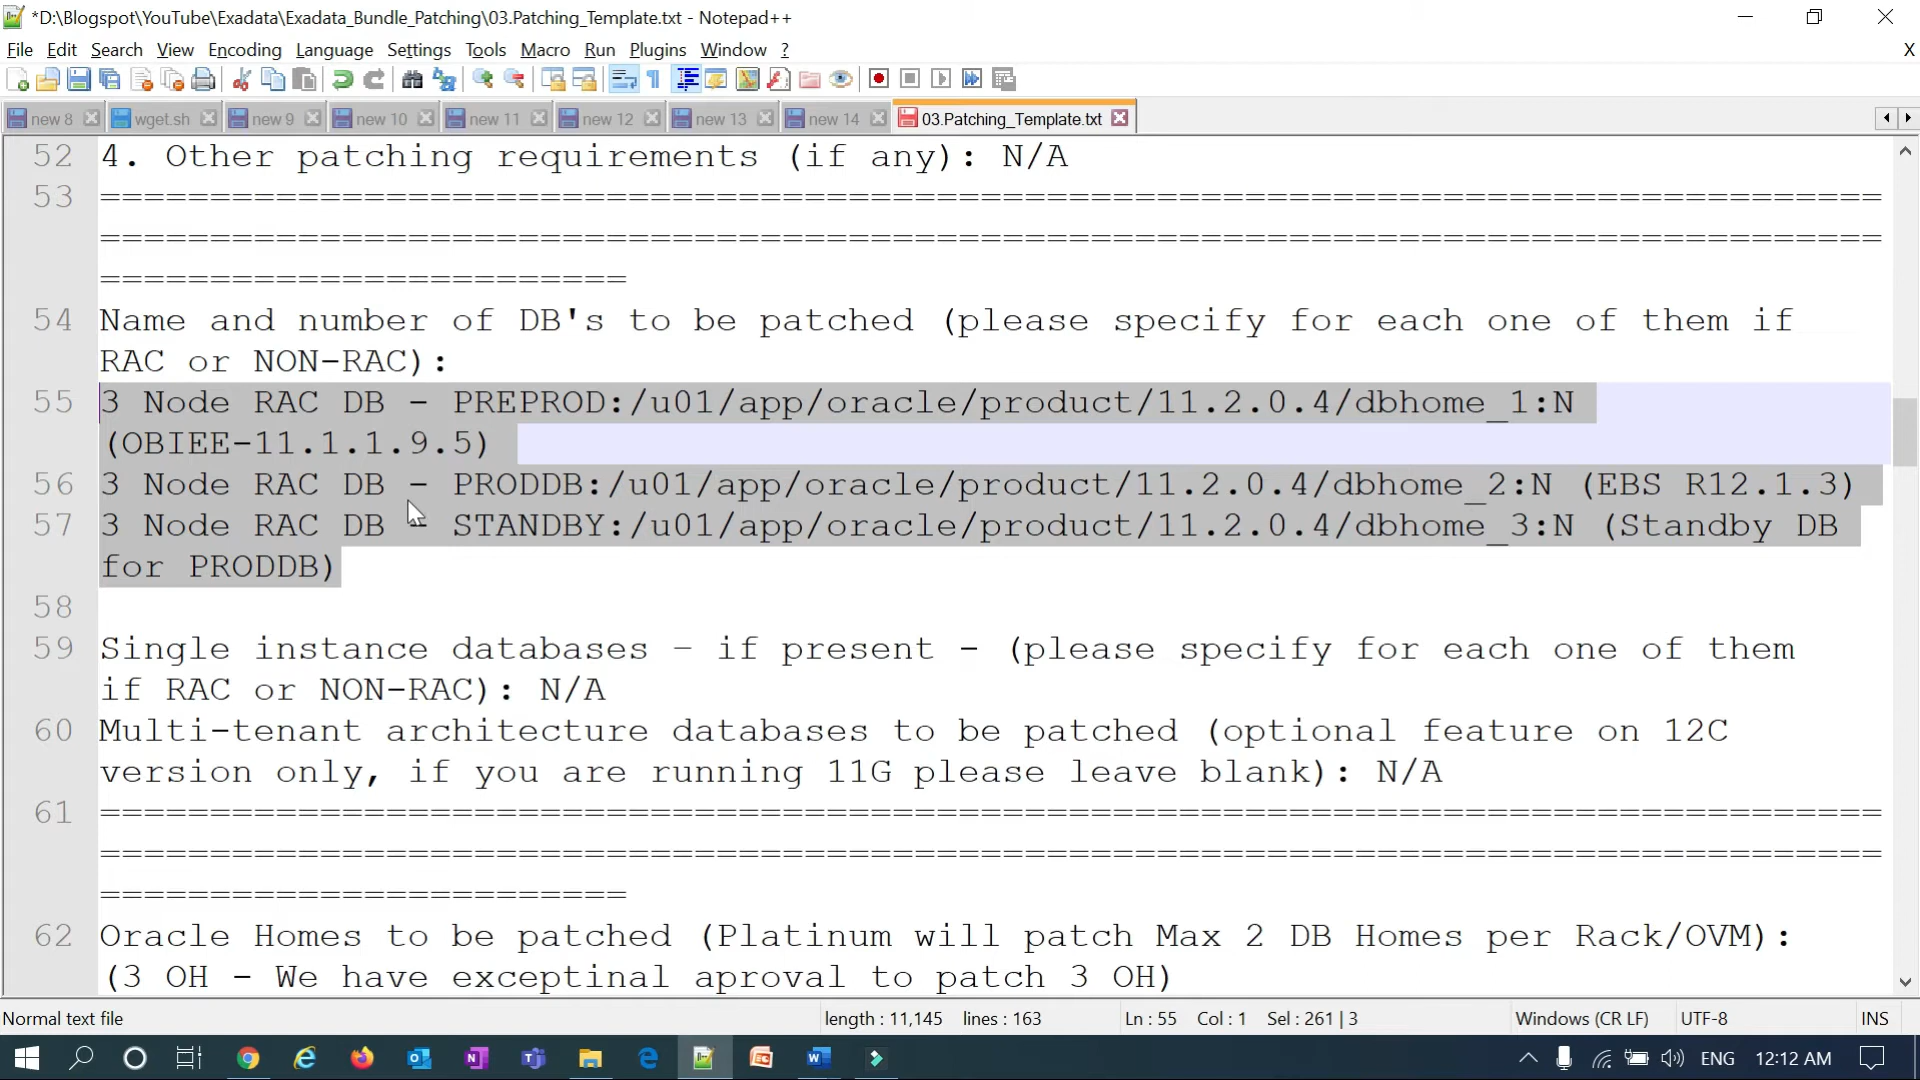 *D:\Blogspot\YouTube\Exadata\Exadata_Bundle_Patching\03.Patching_Template.txt - Notepad++
File Edit Search View Encoding Language Settings Tools Macro Run Plugins Window ? X
new 8 wget.sh new 9 new 10 new 11 new 12 new 13 new 14 03.Patching_Template.txt
52 4. Other patching requirements (if any): N/A
53 =================================================================================
=================================================================================
========================
54 Name and number of DB's to be patched (please specify for each one of them if
RAC or NON-RAC):
55 3 Node RAC DB - PREPROD:/u01/app/oracle/product/11.2.0.4/dbhome_1:N
(OBIEE-11.1.1.9.5)
56 3 Node RAC DB - PRODDB:/u01/app/oracle/product/11.2.0.4/dbhome_2:N (EBS R12.1.3)
57 3 Node RAC DB - STANDBY:/u01/app/oracle/product/11.2.0.4/dbhome_3:N (Standby DB
for PRODDB)
58
59 Single instance databases – if present - (please specify for each one of them
if RAC or NON-RAC): N/A
60 Multi-tenant architecture databases to be patched (optional feature on 12C
version only, if you are running 11G please leave blank): N/A
61 =================================================================================
=================================================================================
========================
62 Oracle Homes to be patched (Platinum will patch Max 2 DB Homes per Rack/OVM):
(3 OH - We have exceptinal aproval to patch 3 OH)
Normal text file length : 11,145 lines : 163 Ln : 55 Col : 1 Sel : 261 | 3 Windows (CR LF) UTF-8 INS
ENG 12:12 AM